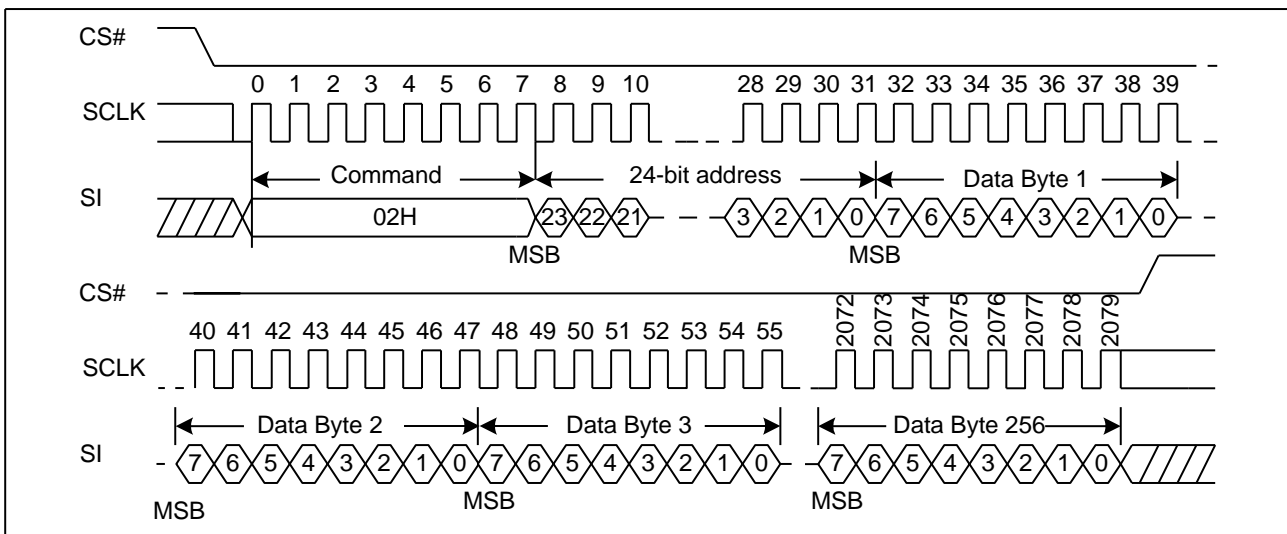 CS#
0 1 2 3 4 5 6 7 8 9 10 28 29 30 31 32 33 34 35 36 37 38 39
SCLK
Command 24-bit address Data Byte 1
SI
02H 23 22 21 3 2 1 0 7 6 5 4 3 2 1 0
MSB MSB
CS#
40 41 42 43 44 45 46 47 48 49 50 51 52 53 54 55 2072 2073 2074 2075 2076 2077 2078 2079
SCLK
Data Byte 2 Data Byte 3 Data Byte 256
SI
7 6 5 4 3 2 1 0 7 6 5 4 3 2 1 0 7 6 5 4 3 2 1 0
MSB MSB MSB